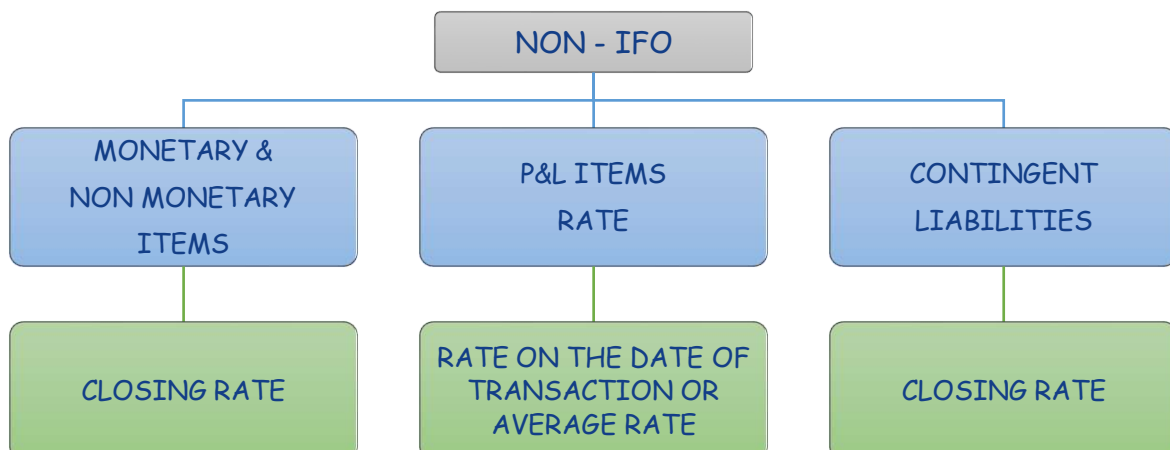 NON - IFO
MONETARY &
NON MONETARY
ITEMS
P&L ITEMS
RATE
CONTINGENT
LIABILITIES
CLOSING RATE
RATE ON THE DATE OF
TRANSACTION OR
AVERAGE RATE
CLOSING RATE